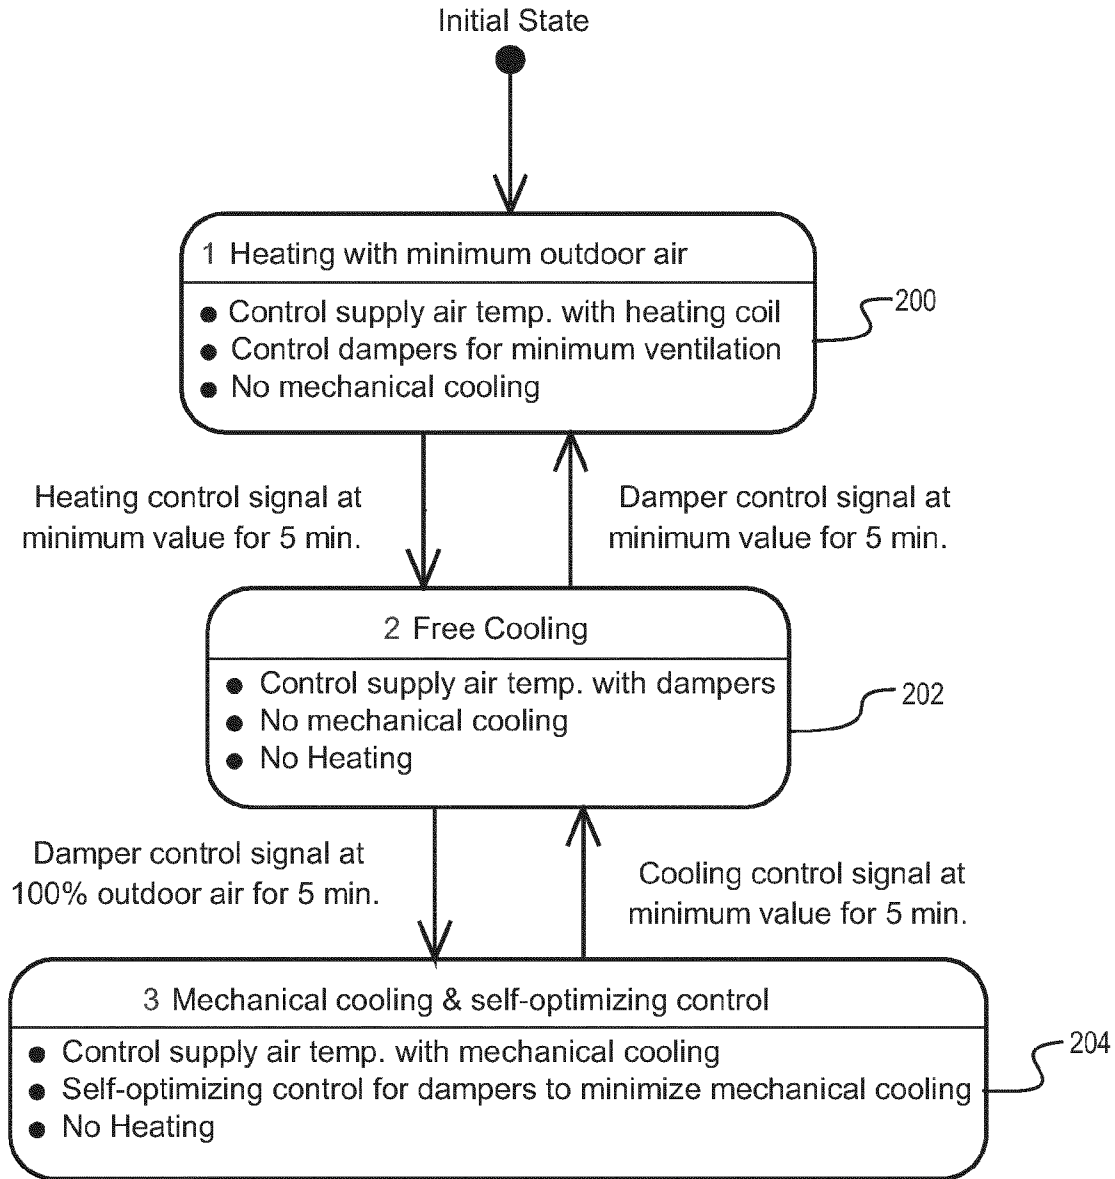 Initial State
1 Heating with minimum outdoor air
● Control supply air temp. with heating coil
● Control dampers for minimum ventilation
● No mechanical cooling
200
Heating control signal at
minimum value for 5 min.
Damper control signal at
minimum value for 5 min.
2 Free Cooling
● Control supply air temp. with dampers
● No mechanical cooling
● No Heating
202
Damper control signal at
100% outdoor air for 5 min.
Cooling control signal at
minimum value for 5 min.
3 Mechanical cooling & self-optimizing control
● Control supply air temp. with mechanical cooling
● Self-optimizing control for dampers to minimize mechanical cooling
● No Heating
204